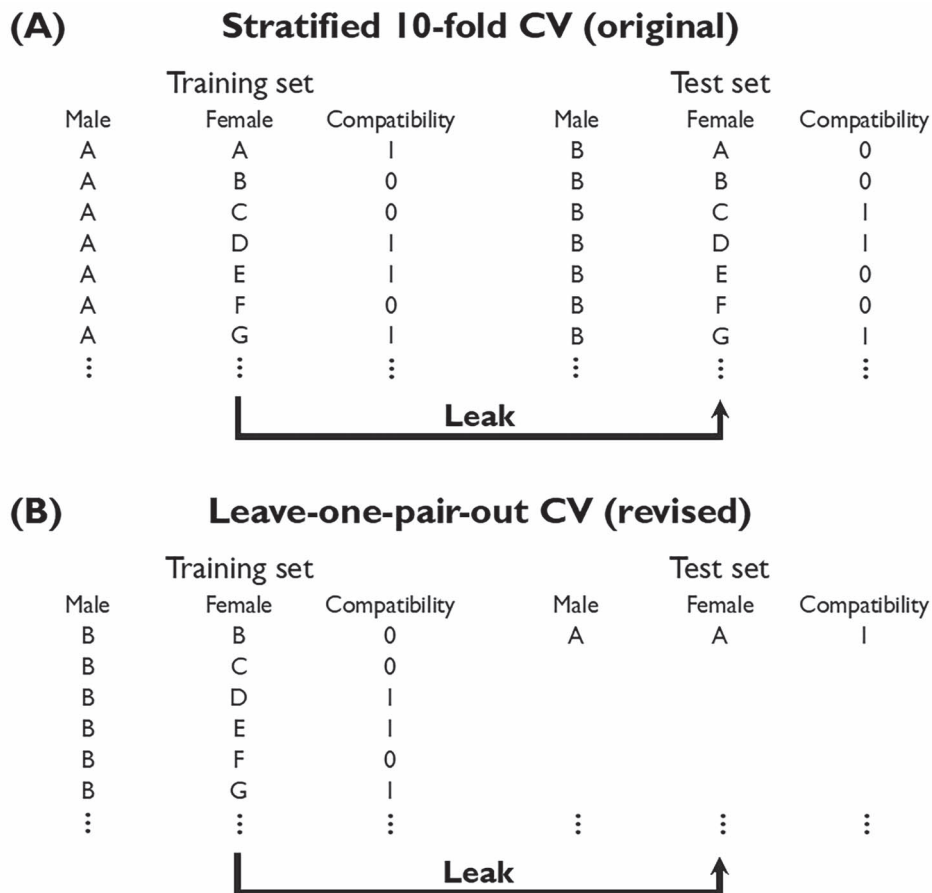 (A) Stratified 10-fold CV (original)
Training set Test set
Male Female Compatibility Male Female Compatibility
A A 1 B A 0
A B 0 B B 0
A C 0 B C 1
A D 1 B D 1
A E 1 B E 0
A F 0 B F 0
A G 1 B G 1
⋮ ⋮ ⋮ ⋮ ⋮ ⋮
Leak
(B) Leave-one-pair-out CV (revised)
Training set Test set
Male Female Compatibility Male Female Compatibility
B B 0 A A 1
B C 0
B D 1
B E 1
B F 0
B G 1
⋮ ⋮ ⋮ ⋮ ⋮ ⋮
Leak